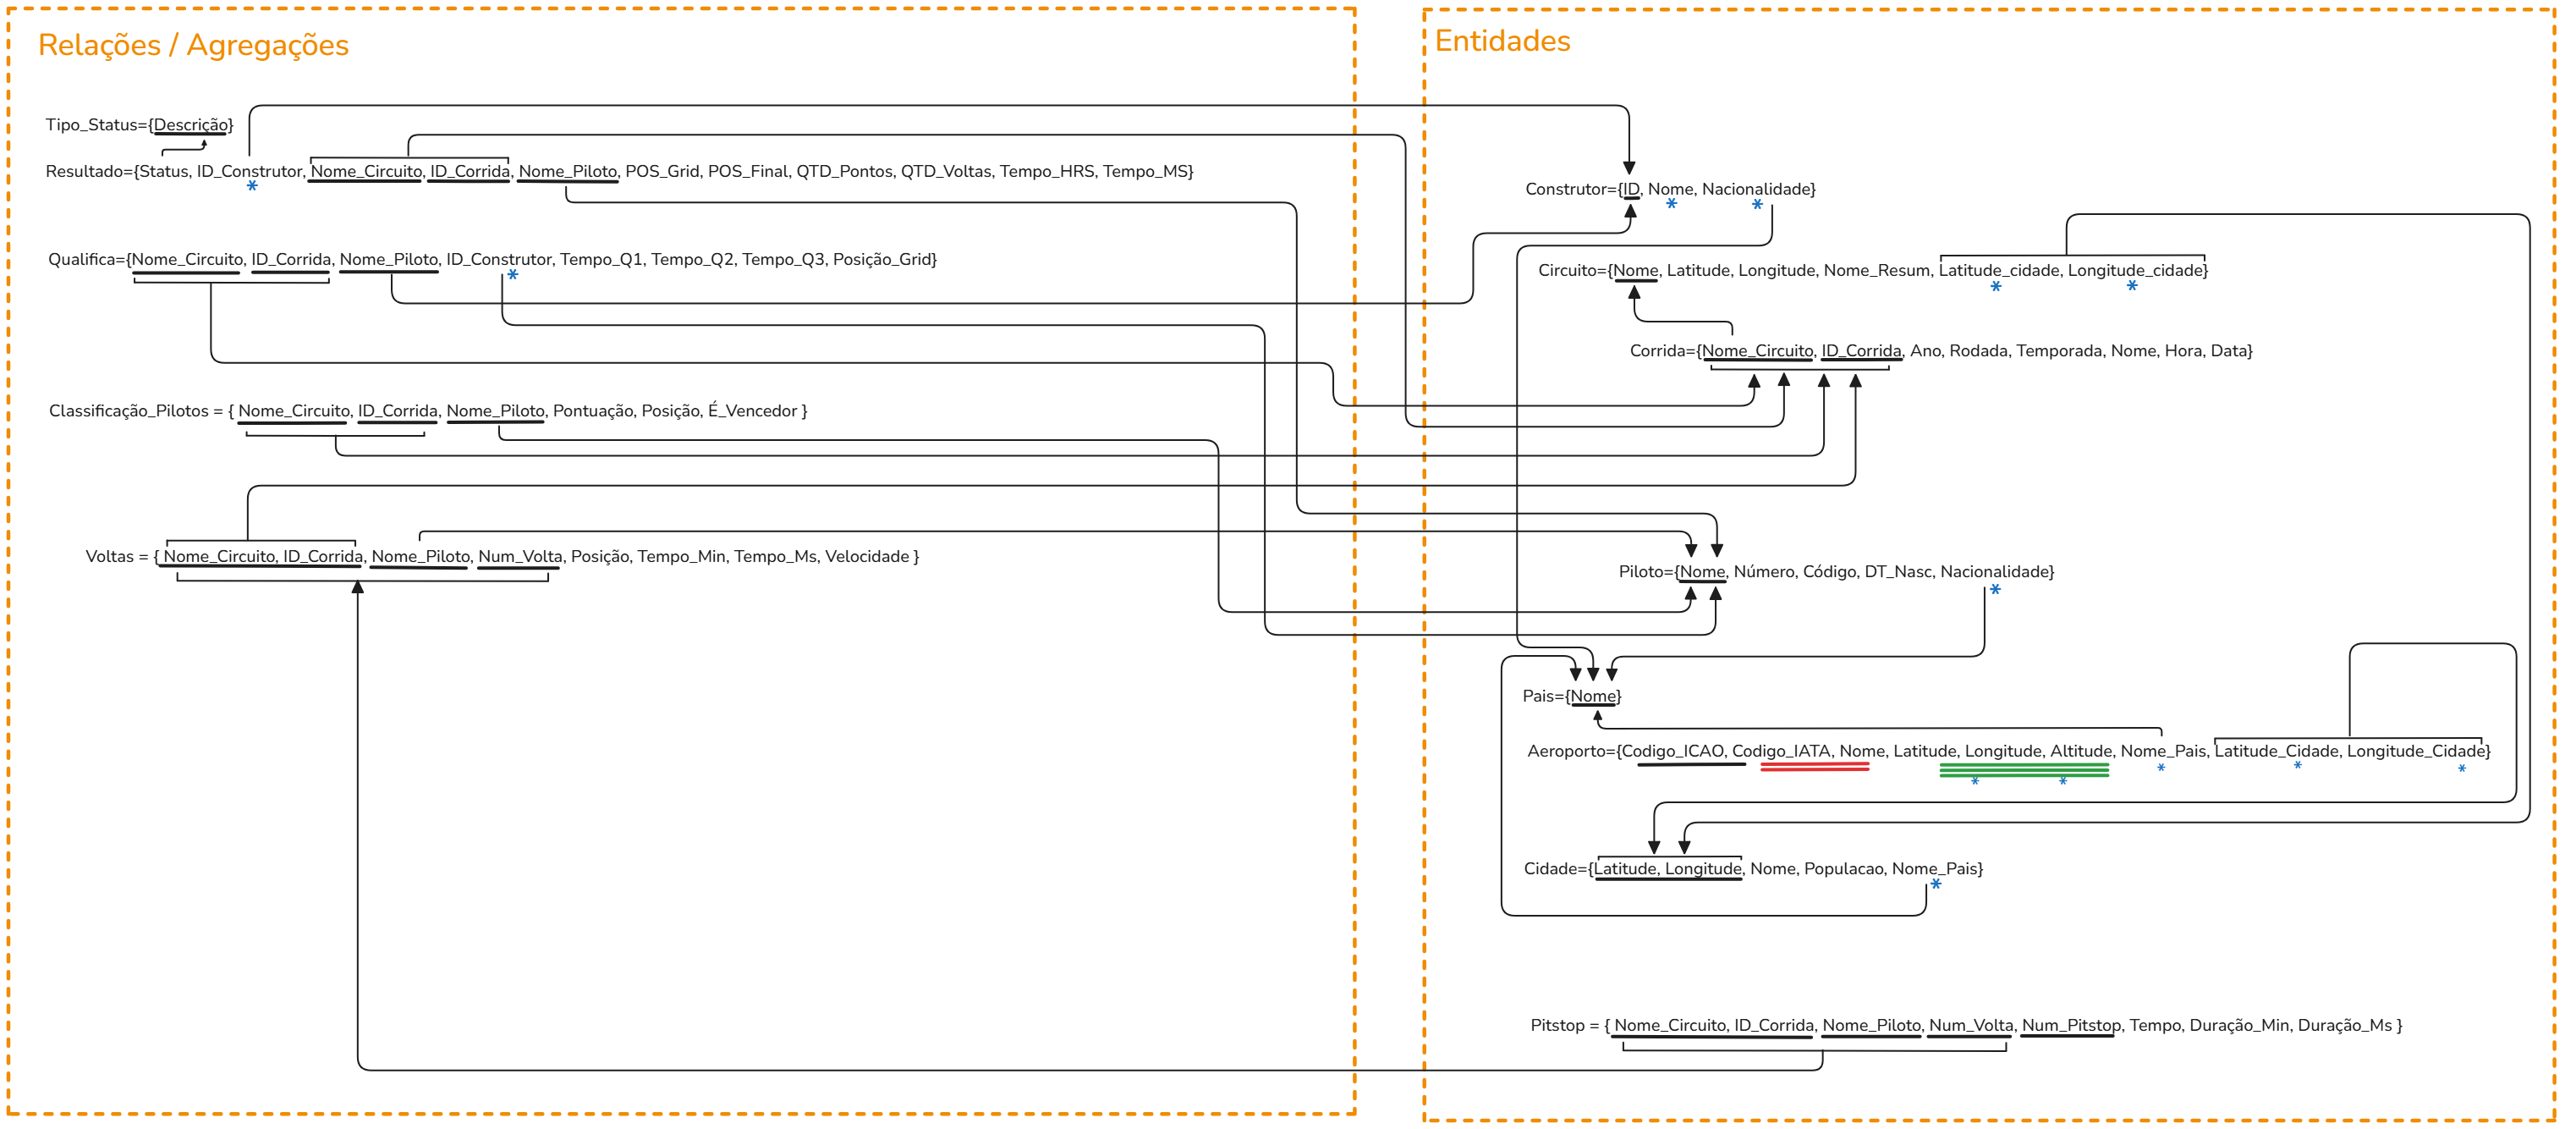 Relações / Agregações
Tipo_Status={Descrição}
Resultado={Status, ID_Construtor, Nome_Circuito, ID_Corrida, Nome_Piloto, POS_Grid, POS_Final, QTD_Pontos, QTD_Voltas, Tempo_HRS, Tempo_MS}
*
Qualifica={Nome_Circuito, ID_Corrida, Nome_Piloto, ID_Construtor, Tempo_Q1, Tempo_Q2, Tempo_Q3, Posição_Grid}
*
Classificação_Pilotos = { Nome_Circuito, ID_Corrida, Nome_Piloto, Pontuação, Posição, É_Vencedor }
Voltas = { Nome_Circuito, ID_Corrida, Nome_Piloto, Num_Volta, Posição, Tempo_Min, Tempo_Ms, Velocidade }
Entidades
Construtor={ID, Nome, Nacionalidade}
* *
Circuito={Nome, Latitude, Longitude, Nome_Resum, Latitude_cidade, Longitude_cidade}
* *
Corrida={Nome_Circuito, ID_Corrida, Ano, Rodada, Temporada, Nome, Hora, Data}
Piloto={Nome, Número, Código, DT_Nasc, Nacionalidade}
*
Pais={Nome}
Aeroporto={Codigo_ICAO, Codigo_IATA, Nome, Latitude, Longitude, Altitude, Nome_Pais, Latitude_Cidade, Longitude_Cidade}
* * * * *
Cidade={Latitude, Longitude, Nome, Populacao, Nome_Pais}
*
Pitstop = { Nome_Circuito, ID_Corrida, Nome_Piloto, Num_Volta, Num_Pitstop, Tempo, Duração_Min, Duração_Ms }